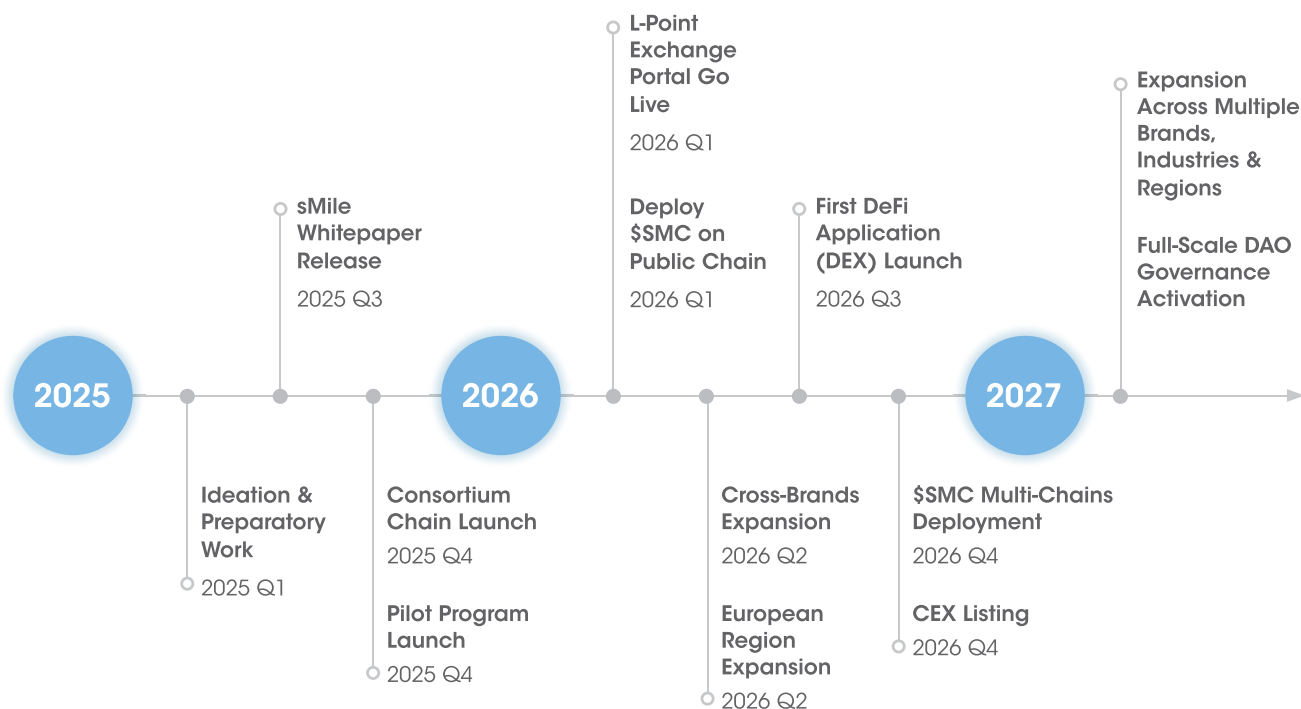 2025
Ideation &
Preparatory
Work
2025 Q1
sMile
Whitepaper
Release
2025 Q3
Consortium
Chain Launch
2025 Q4
Pilot Program
Launch
2025 Q4
2026
L-Point
Exchange
Portal Go
Live
2026 Q1
Deploy
$SMC on
Public Chain
2026 Q1
Cross-Brands
Expansion
2026 Q2
European
Region
Expansion
2026 Q2
First DeFi
Application
(DEX) Launch
2026 Q3
$SMC Multi-Chains
Deployment
2026 Q4
CEX Listing
2026 Q4
2027
Expansion
Across Multiple
Brands,
Industries &
Regions
Full-Scale DAO
Governance
Activation